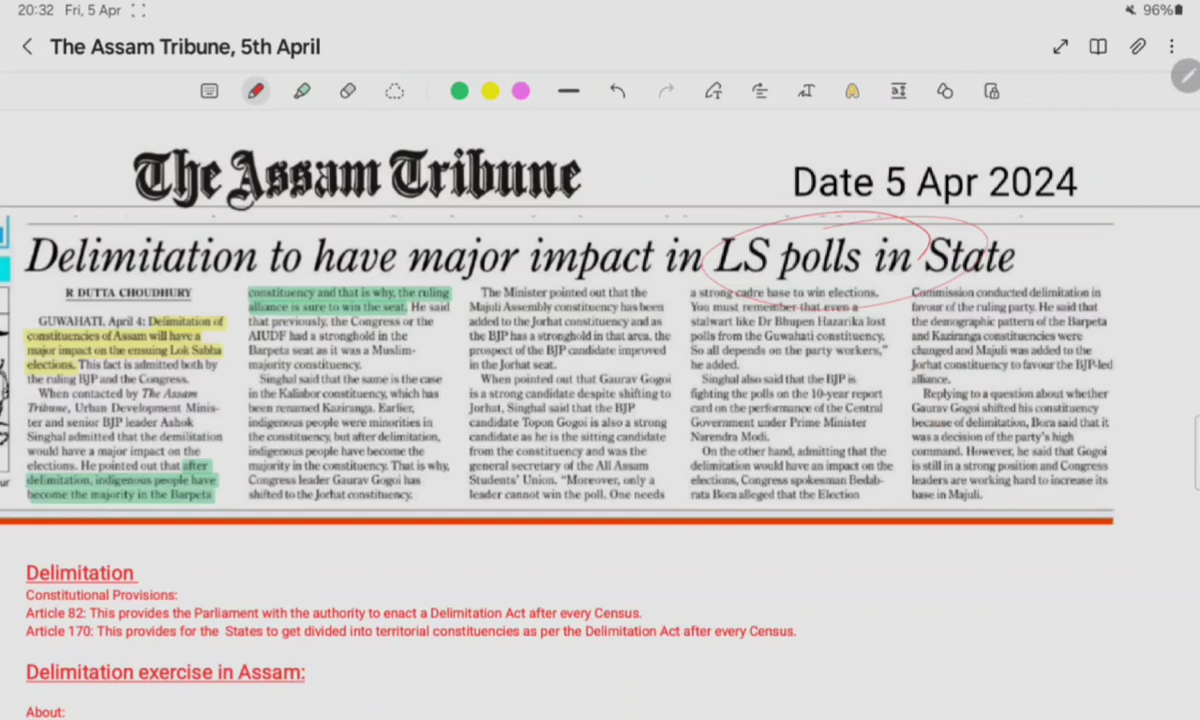 20:32 Fri, 5 Apr
96%
The Assam Tribune, 5th April
The Assam Tribune
Date 5 Apr 2024
Delimitation to have major impact in LS polls in State
R DUTTA CHOUDHURY
GUWAHATI, April 4: Delimitation of
constituencies of Assam will have a
major impact on the ensuing Lok Sabha
elections. This fact is admitted both by
the ruling BJP and the Congress.
When contacted by The Assam
Tribune, Urban Development Minis-
ter and senior BJP leader Ashok
Singhal admitted that the demilitation
would have a major impact on the
elections. He pointed out that after
delimitation, indigenous people have
become the majority in the Barpeta
constituency and that is why, the ruling
alliance is sure to win the seat. He said
that previously, the Congress or the
AIUDF had a stronghold in the
Barpeta seat as it was a Muslim-
majority constituency.
Singhal said that the same is the case
in the Kaliabor constituency, which has
been renamed Kaziranga. Earlier,
indigenous people were minorities in
the constituency, but after delimitation,
indigenous people have become the
majority in the constituency. That is why,
Congress leader Gaurav Gogoi has
shifted to the Jorhat constituency.
The Minister pointed out that the
Majuli Assembly constituency has been
added to the Jorhat constituency and as
the BJP has a stronghold in that area, the
prospect of the BJP candidate improved
in the Jorhat seat.
When pointed out that Gaurav Gogoi
is a strong candidate despite shifting to
Jorhat, Singhal said that the BJP
candidate Topon Gogoi is also a strong
candidate as he is the sitting candidate
from the constituency and was the
general secretary of the All Assam
Students' Union. "Moreover, only a
leader cannot win the poll. One needs
a strong cadre base to win elections.
You must remember that even a
stalwart like Dr Bhupen Hazarika lost
polls from the Guwahati constituency.
So all depends on the party workers,"
he added.
Singhal also said that the BJP is
fighting the polls on the 10-year report
card on the performance of the Central
Government under Prime Minister
Narendra Modi.
On the other hand, admitting that the
delimitation would have an impact on the
elections, Congress spokesman Bedab-
rata Bora alleged that the Election
Commission conducted delimitation in
favour of the ruling party. He said that
the demographic pattern of the Barpeta
and Kaziranga constituencies were
changed and Majuli was added to the
Jorhat constituency to favour the BJP-led
alliance.
Replying to a question about whether
Gaurav Gogoi shifted his constituency
because of delimitation, Bora said that it
was a decision of the party's high
command. However, he said that Gogoi
is still in a strong position and Congress
leaders are working hard to increase its
base in Majuli.
Delimitation
Constitutional Provisions:
Article 82: This provides the Parliament with the authority to enact a Delimitation Act after every Census.
Article 170: This provides for the States to get divided into territorial constituencies as per the Delimitation Act after every Census.
Delimitation exercise in Assam:
About: